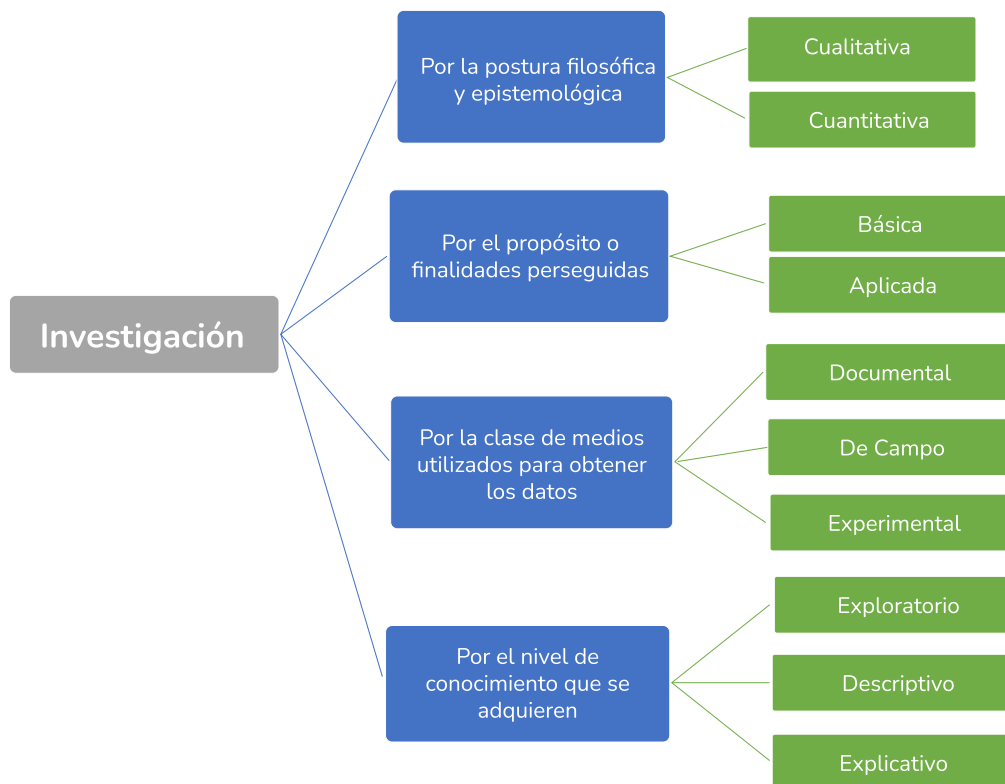 Investigación
Por la postura filosófica
y epistemológica
Cualitativa
Cuantitativa
Por el propósito o
finalidades perseguidas
Básica
Aplicada
Por la clase de medios
utilizados para obtener
los datos
Documental
De Campo
Experimental
Por el nivel de
conocimiento que se
adquieren
Exploratorio
Descriptivo
Explicativo